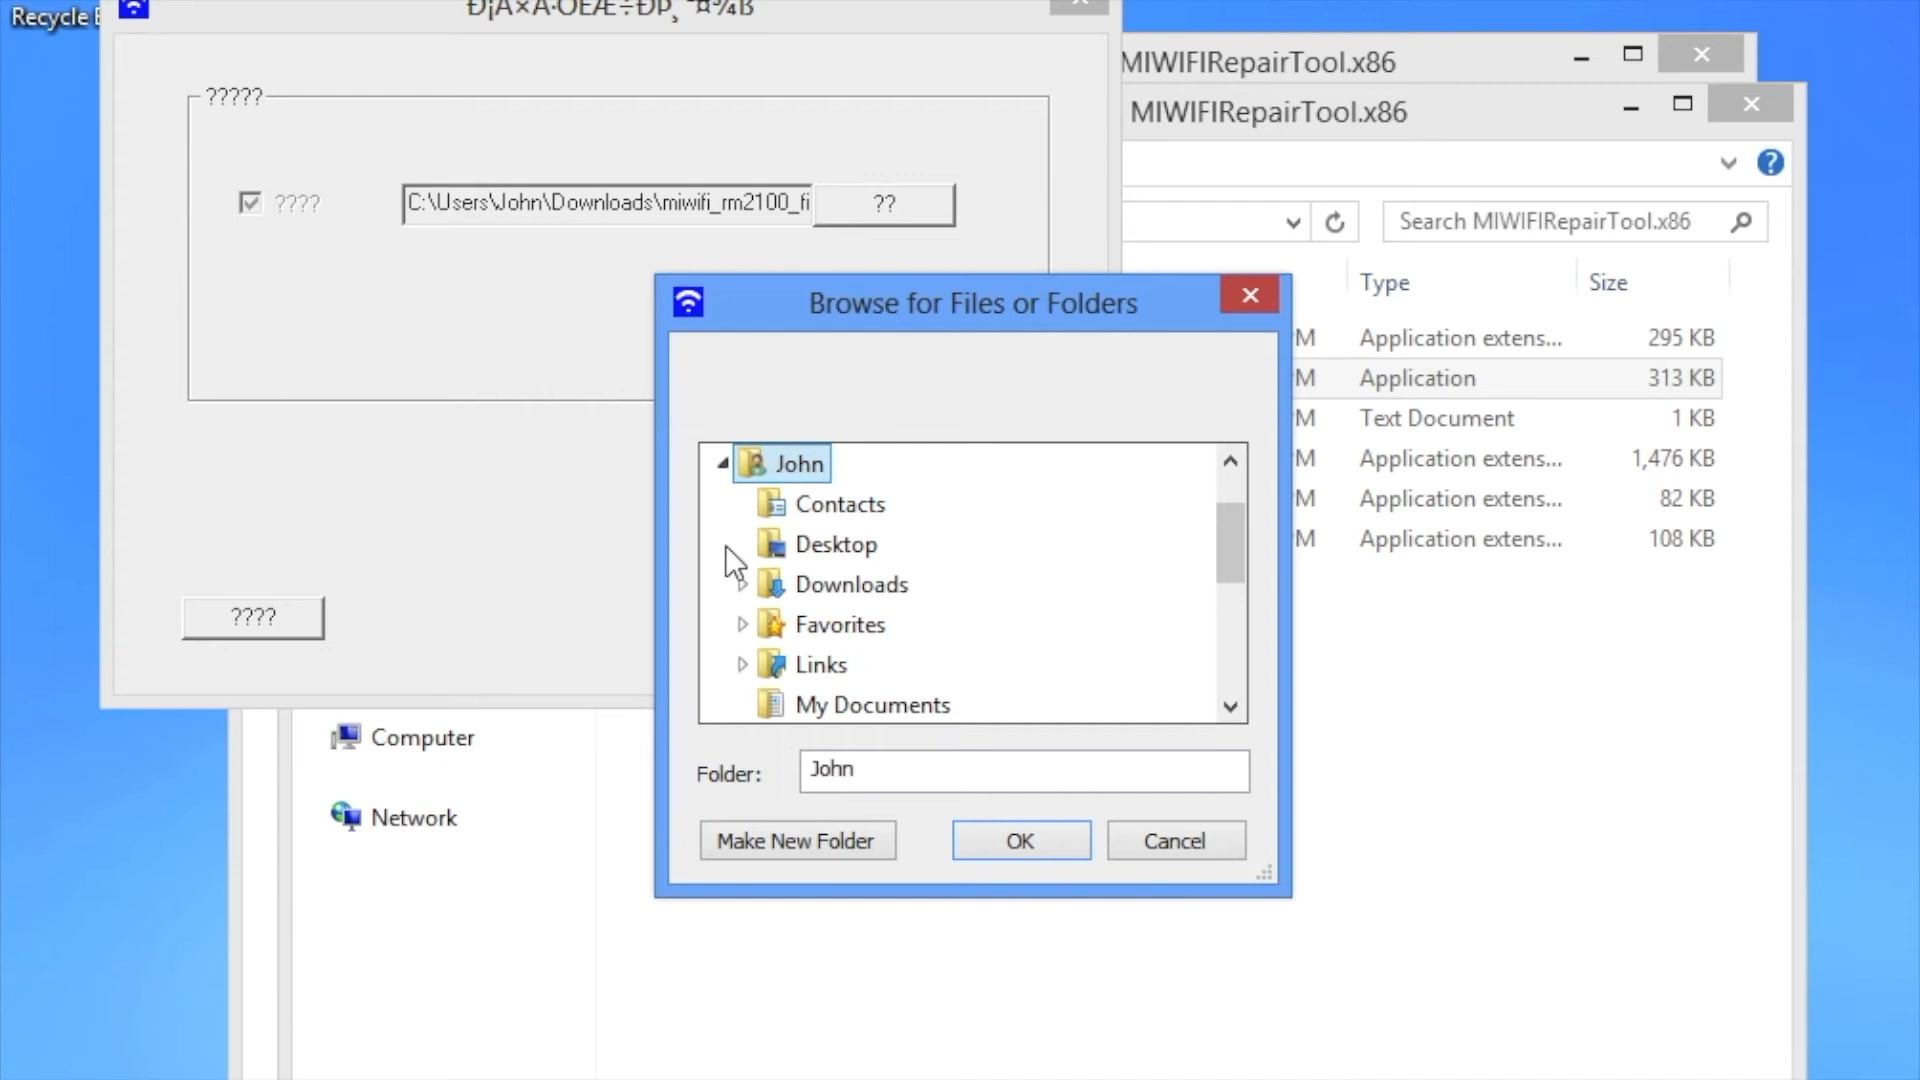 Recycle
MIWIFIRepairTool.x86
MIWIFIRepairTool.x86
?????
????
C:\Users\John\Downloads\miwifi_rm2100_fi
??
Search MIWIFIRepairTool.x86
Type
Size
Browse for Files or Folders
M
Application extens...
295 KB
M
Application
313 KB
M
Text Document
1 KB
M
Application extens...
1,476 KB
M
Application extens...
82 KB
M
Application extens...
108 KB
John
Contacts
Desktop
Downloads
Favorites
Links
My Documents
????
Computer
Network
Folder:
John
Make New Folder
OK
Cancel